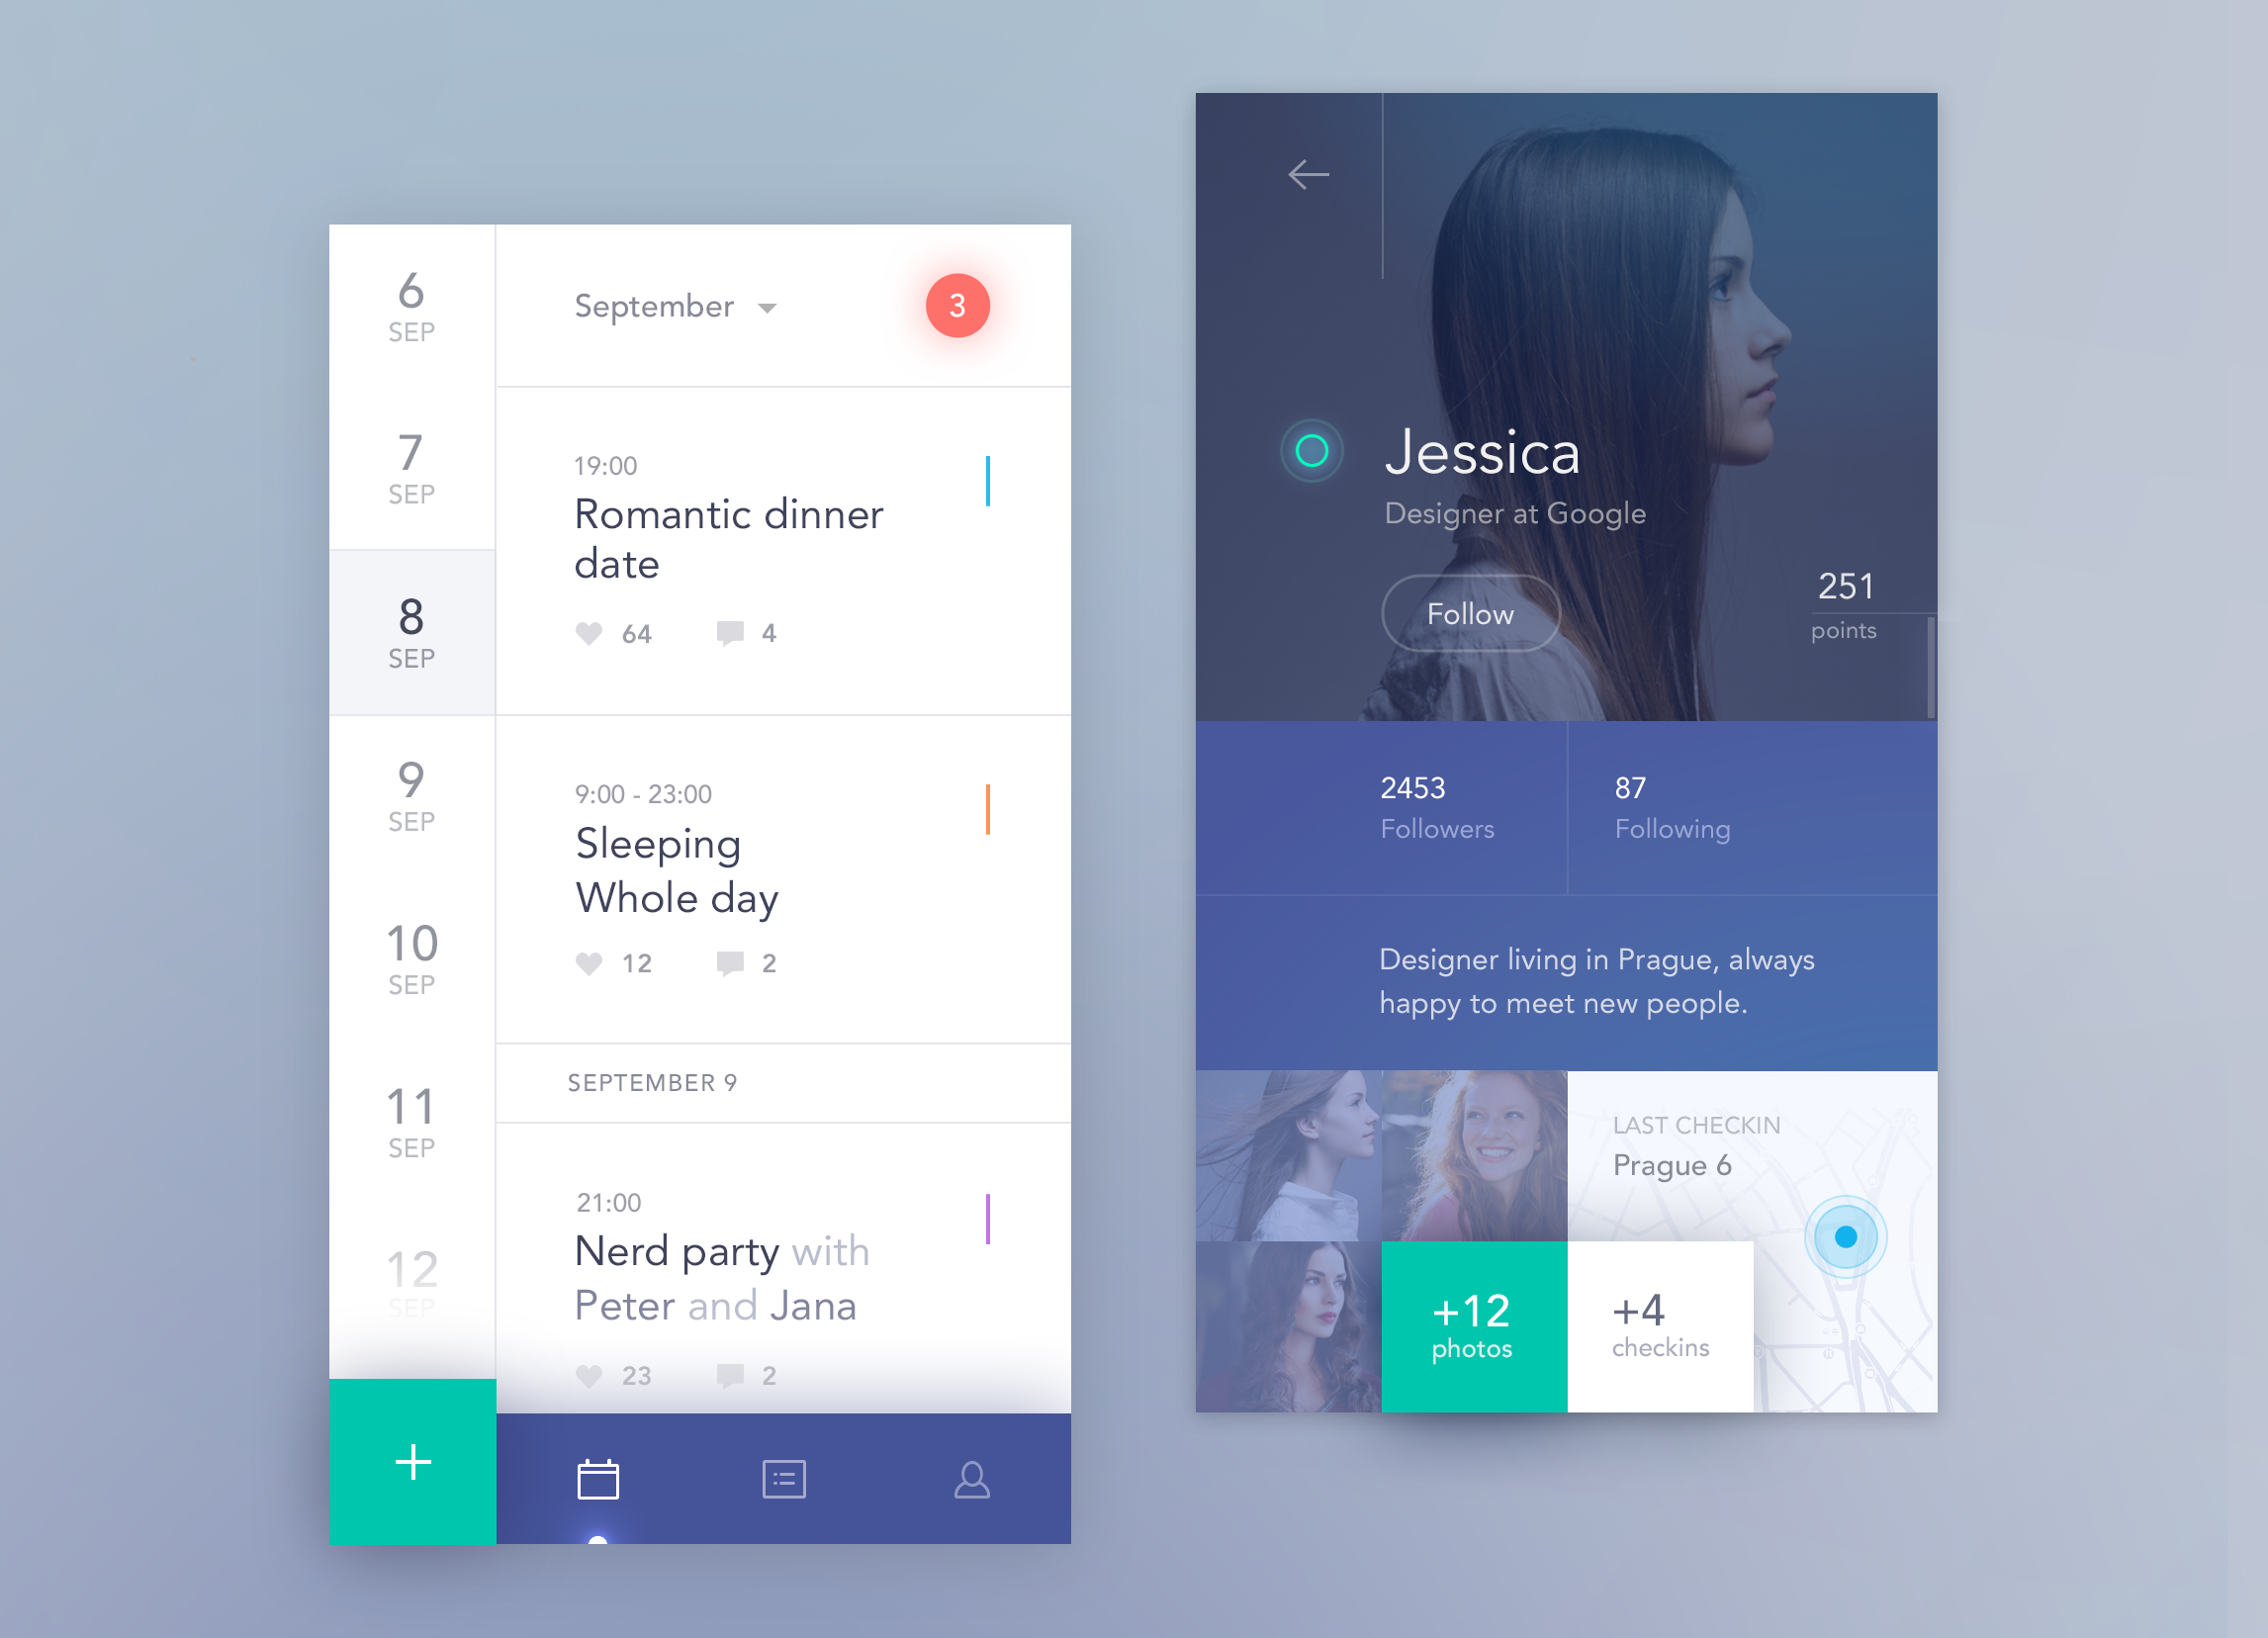 6
SEP
7
SEP
8
SEP
9
SEP
10
SEP
11
SEP
12
SEP
September
3
19:00
Romantic dinner
date
64
4
9:00 - 23:00
Sleeping
Whole day
12
2
SEPTEMBER 9
21:00
Nerd party with
Peter and Jana
23
2
+
Jessica
Designer at Google
Follow
251
points
2453
Followers
87
Following
Designer living in Prague, always
happy to meet new people.
LAST CHECKIN
Prague 6
+12
photos
+4
checkins